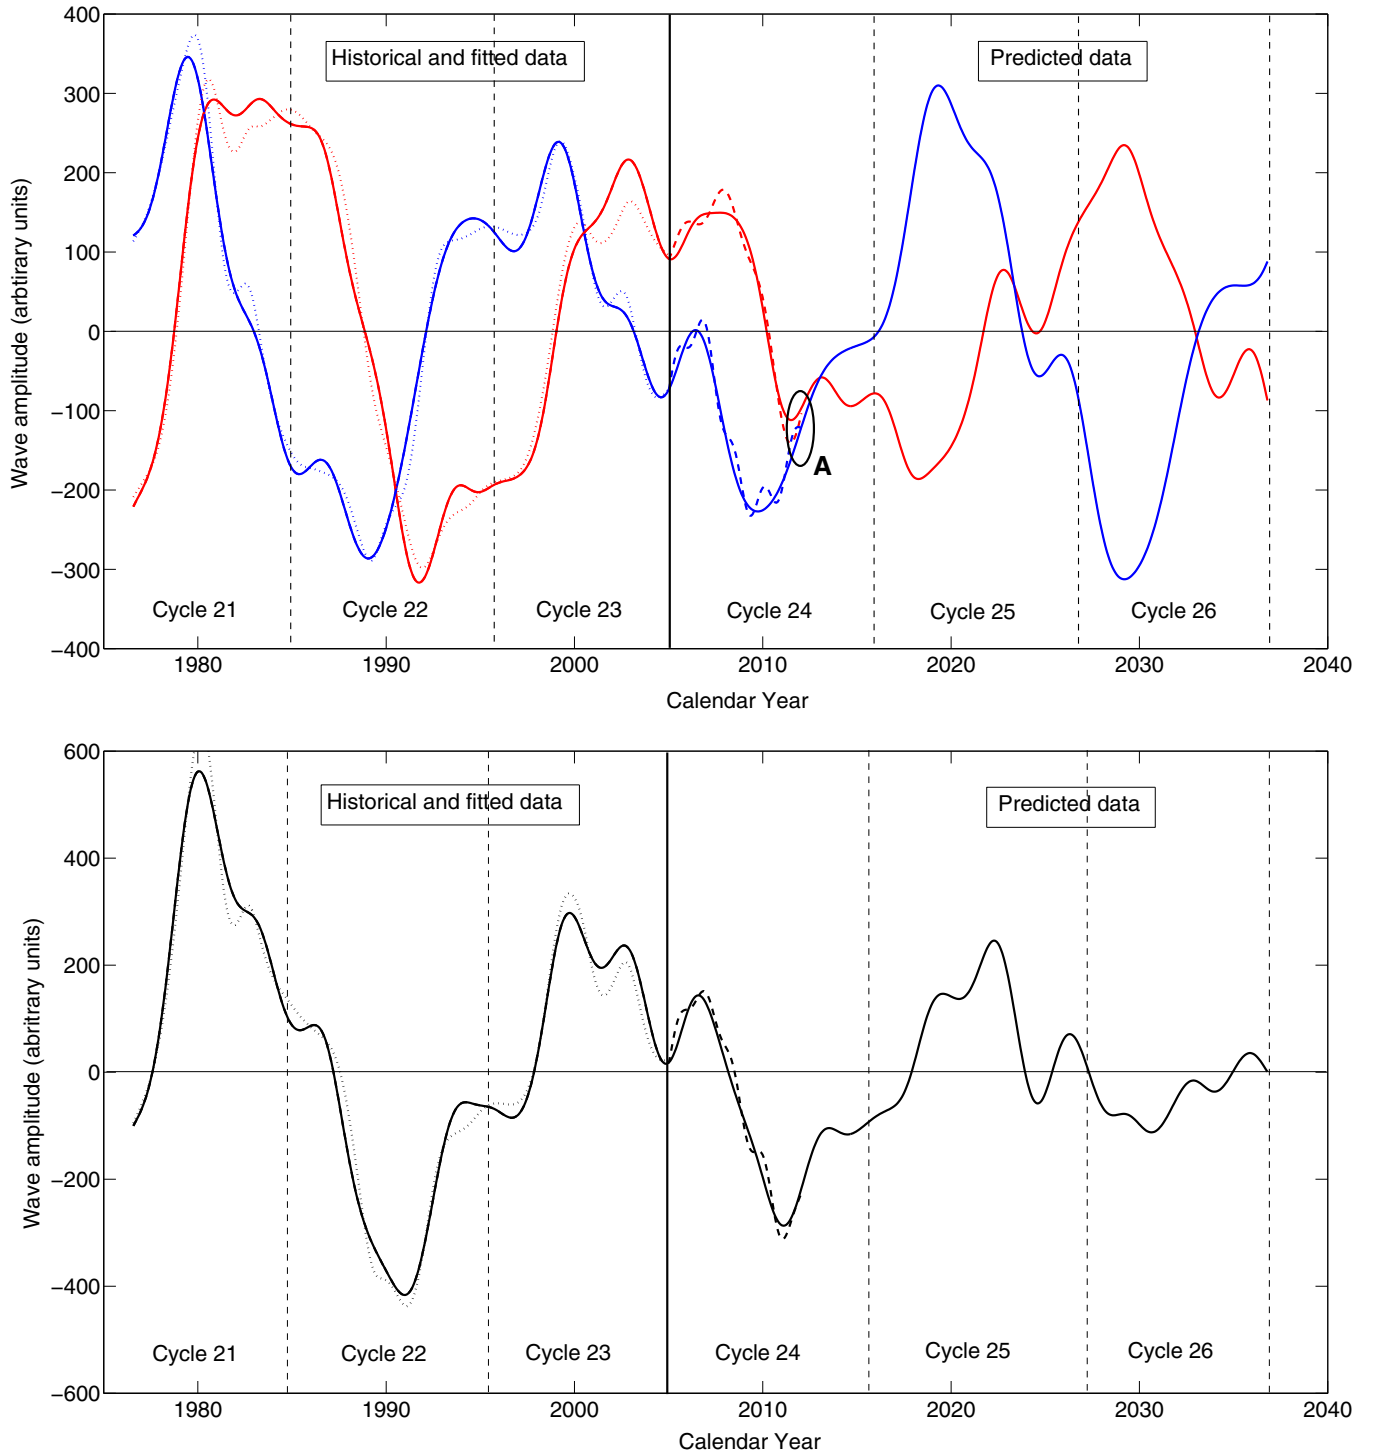 400
300
200
100
0
−100
−200
−300
−400
Wave amplitude (arbtirary units)
Historical and fitted data
Predicted data
A
Cycle 21
Cycle 22
Cycle 23
Cycle 24
Cycle 25
Cycle 26
1980
1990
2000
2010
2020
2030
2040
Calendar Year
600
400
200
0
−200
−400
−600
Wave amplitude (abritrary units)
Historical and fitted data
Predicted data
Cycle 21
Cycle 22
Cycle 23
Cycle 24
Cycle 25
Cycle 26
1980
1990
2000
2010
2020
2030
2040
Calendar Year